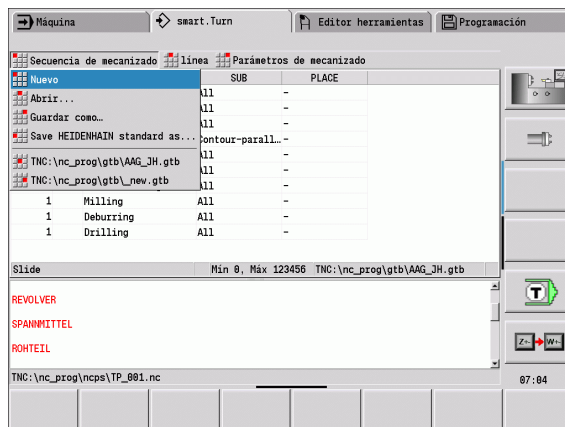 Máquina
smart.Turn
Editor herramientas
Programación
Secuencia de mecanizado
línea
Parámetros de mecanizado
SUB PLACE
Nuevo
All -
Abrir...
All -
Guardar como…
All
Save HEIDENHAIN standard as...
Contour-parall… -
All -
TNC:\nc_prog\gtb\AAG_JH.gtb
All -
TNC:\nc_prog\gtb\_new.gtb
All -
1 Milling All -
1 Deburring All -
1 Drilling All -
Slide
Mín 0, Máx 123456 TNC:\nc_prog\gtb\AAG_JH.gtb
REVOLVER
SPANNMITTEL
ROHTEIL
TNC:\nc_prog\ncps\TP_001.nc
T
Z+- W+-
07:04